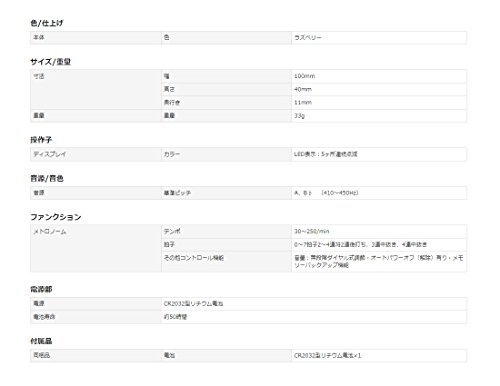 色/仕上げ
本体 色 ラズベリー
サイズ/重量
寸法 幅 100mm
高さ 40mm
奥行き 11mm
重量 重量 33g
操作子
ディスプレイ カラー LED表示：5ヶ所連続点滅
音源/音色
音源 基準ピッチ A、B♭ （410〜450Hz）
ファンクション
メトロノーム テンポ 30〜250/min
拍子 0〜7拍子2〜4連符2連後打ち、3連中抜き、4連中抜き
その他コントロール機能 音量：無段階ダイヤル式調節・オートパワーオフ（解除）有り・メモ
リーバックアップ機能
電源部
電源 CR2032型リチウム電池
電池寿命 約50時間
付属品
同梱品 電池 CR2032型リチウム電池×1